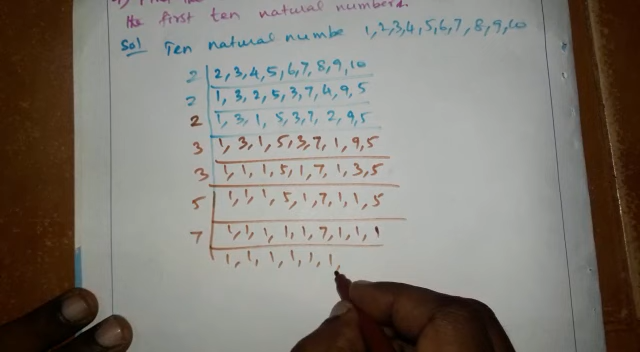 the first ten natural numbers.
Sol Ten natural numbe 1,2,3,4,5,6,7,8,9,10
2 | 2,3,4,5,6,7,8,9,10
2 | 1,3,2,5,3,7,4,9,5
2 | 1,3,1,5,3,7,2,9,5
3 | 1,3,1,5,3,7,1,9,5
3 | 1,1,1,5,1,7,1,3,5
5 | 1,1,1,5,1,7,1,1,5
7 | 1,1,1,1,1,7,1,1,1
1,1,1,1,1,1,